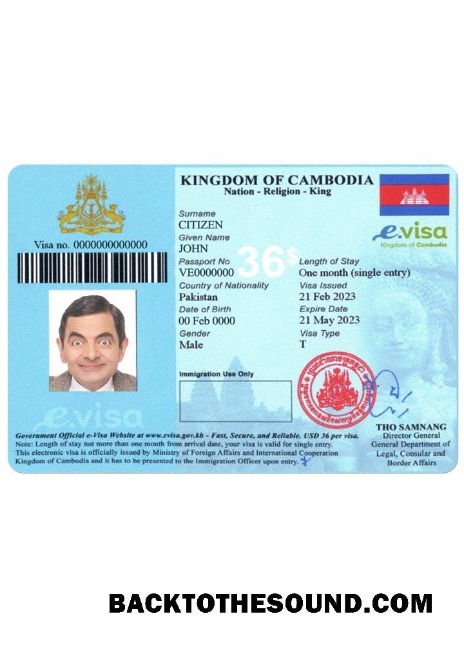 KINGDOM OF CAMBODIA
Nation - Religion - King
e.visa
Kingdom of Cambodia
Visa no. 0000000000000
Surname
CITIZEN
Given Name
JOHN
Passport No
VE0000000
36$
Length of Stay
One month (single entry)
Country of Nationality
Pakistan
Visa Issued
21 Feb 2023
Date of Birth
00 Feb 0000
Expire Date
21 May 2023
Gender
Male
Visa Type
T
Immigration Use Only
e.visa
THO SAMNANG
Director General
General Department of
Legal, Consular and
Border Affairs
Government Official e-Visa Website at www.evisa.gov.kh - Fast, Secure, and Reliable. USD 36 per visa.
Note: Length of stay not more than one month from arrival date, your visa is valid for single entry.
This electronic visa is officially issued by Ministry of Foreign Affairs and International Cooperation
Kingdom of Cambodia and it has to be presented to the Immigration Officer upon entry.
BACKTOTHESOUND.COM